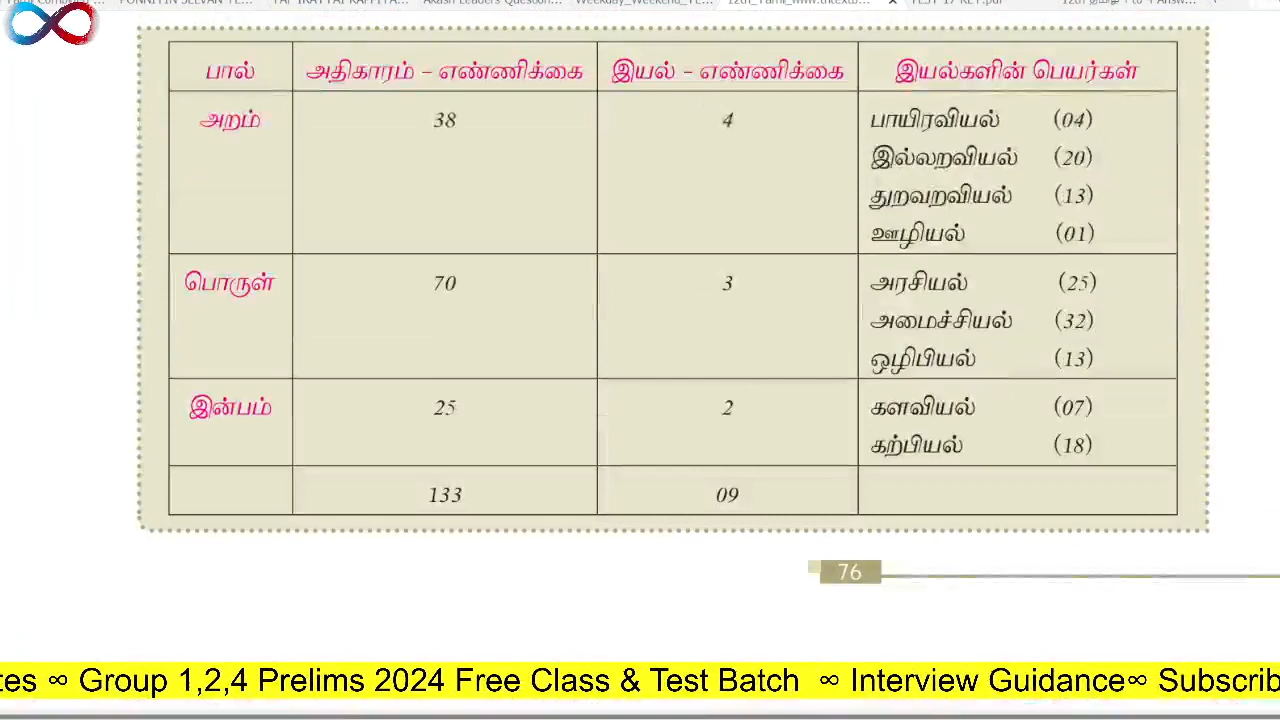 பால் அதிகாரம் – எண்ணிக்கை இயல் – எண்ணிக்கை இயல்களின் பெயர்கள்
அறம் 38 4 பாயிரவியல் (04)
இல்லறவியல் (20)
துறவறவியல் (13)
ஊழியல் (01)
பொருள் 70 3 அரசியல் (25)
அமைச்சியல் (32)
ஒழிபியல் (13)
இன்பம் 25 2 களவியல் (07)
கற்பியல் (18)
133 09
76
tes ∞ Group 1,2,4 Prelims 2024 Free Class & Test Batch ∞ Interview Guidance∞ Subscrib